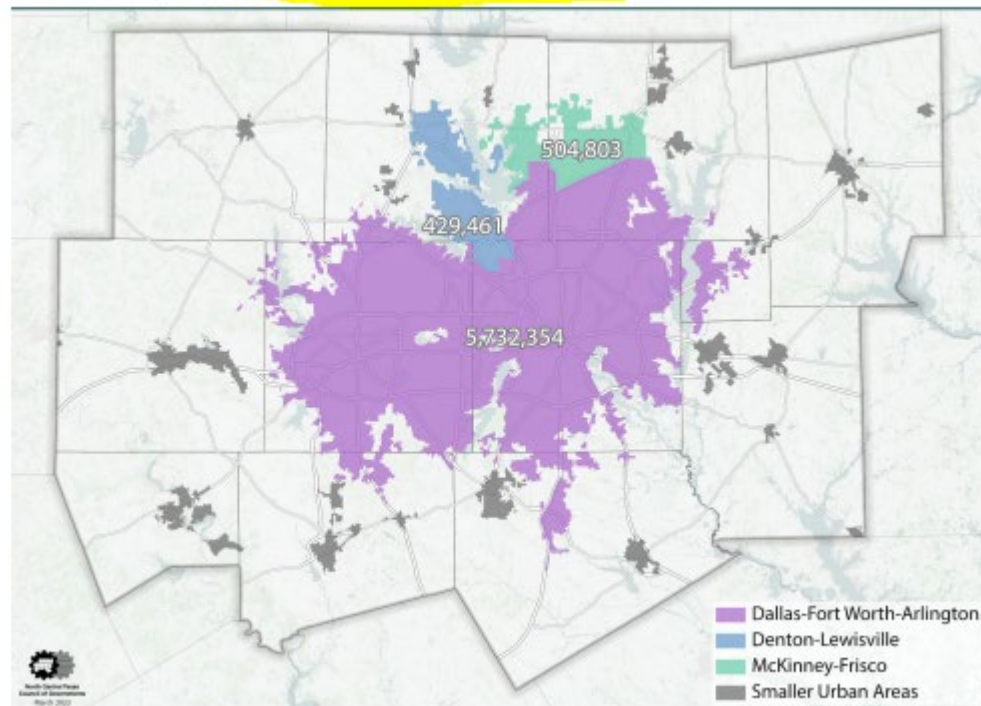 504,803
429,461
5,732,354
Dallas-Fort Worth-Arlington
Denton-Lewisville
McKinney-Frisco
Smaller Urban Areas
North Central Texas
Council of Governments